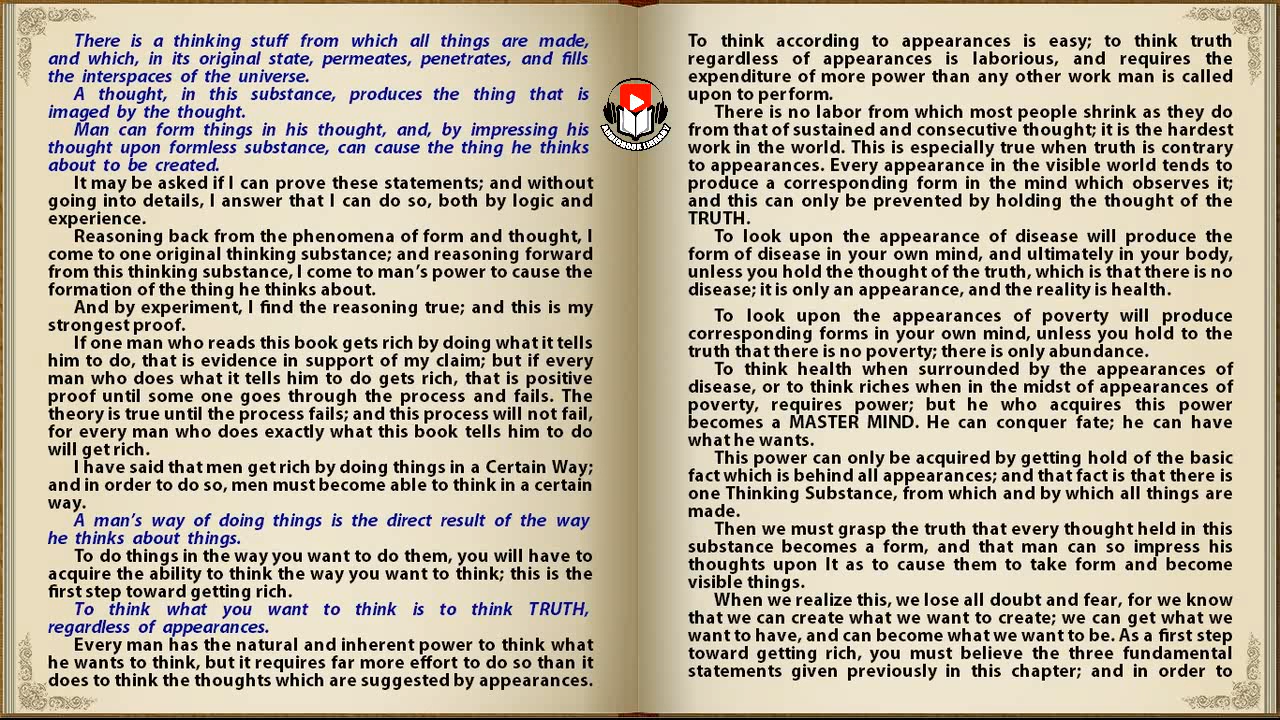 There is a thinking stuff from which all things are made,
and which, in its original state, permeates, penetrates, and fills
the interspaces of the universe.
A thought, in this substance, produces the thing that is
imaged by the thought.
Man can form things in his thought, and, by impressing his
thought upon formless substance, can cause the thing he thinks
about to be created.
It may be asked if I can prove these statements; and without
going into details, I answer that I can do so, both by logic and
experience.
Reasoning back from the phenomena of form and thought, I
come to one original thinking substance; and reasoning forward
from this thinking substance, I come to man's power to cause the
formation of the thing he thinks about.
And by experiment, I find the reasoning true; and this is my
strongest proof.
If one man who reads this book gets rich by doing what it tells
him to do, that is evidence in support of my claim; but if every
man who does what it tells him to do gets rich, that is positive
proof until some one goes through the process and fails. The
theory is true until the process fails; and this process will not fail,
for every man who does exactly what this book tells him to do
will get rich.
I have said that men get rich by doing things in a Certain Way;
and in order to do so, men must become able to think in a certain
way.
A man's way of doing things is the direct result of the way
he thinks about things.
To do things in the way you want to do them, you will have to
acquire the ability to think the way you want to think; this is the
first step toward getting rich.
To think what you want to think is to think TRUTH,
regardless of appearances.
Every man has the natural and inherent power to think what
he wants to think, but it requires far more effort to do so than it
does to think the thoughts which are suggested by appearances.
To think according to appearances is easy; to think truth
regardless of appearances is laborious, and requires the
expenditure of more power than any other work man is called
upon to perform.
There is no labor from which most people shrink as they do
from that of sustained and consecutive thought; it is the hardest
work in the world. This is especially true when truth is contrary
to appearances. Every appearance in the visible world tends to
produce a corresponding form in the mind which observes it;
and this can only be prevented by holding the thought of the
TRUTH.
To look upon the appearance of disease will produce the
form of disease in your own mind, and ultimately in your body,
unless you hold the thought of the truth, which is that there is no
disease; it is only an appearance, and the reality is health.
To look upon the appearances of poverty will produce
corresponding forms in your own mind, unless you hold to the
truth that there is no poverty; there is only abundance.
To think health when surrounded by the appearances of
disease, or to think riches when in the midst of appearances of
poverty, requires power; but he who acquires this power
becomes a MASTER MIND. He can conquer fate; he can have
what he wants.
This power can only be acquired by getting hold of the basic
fact which is behind all appearances; and that fact is that there is
one Thinking Substance, from which and by which all things are
made.
Then we must grasp the truth that every thought held in this
substance becomes a form, and that man can so impress his
thoughts upon It as to cause them to take form and become
visible things.
When we realize this, we lose all doubt and fear, for we know
that we can create what we want to create; we can get what we
want to have, and can become what we want to be. As a first step
toward getting rich, you must believe the three fundamental
statements given previously in this chapter; and in order to